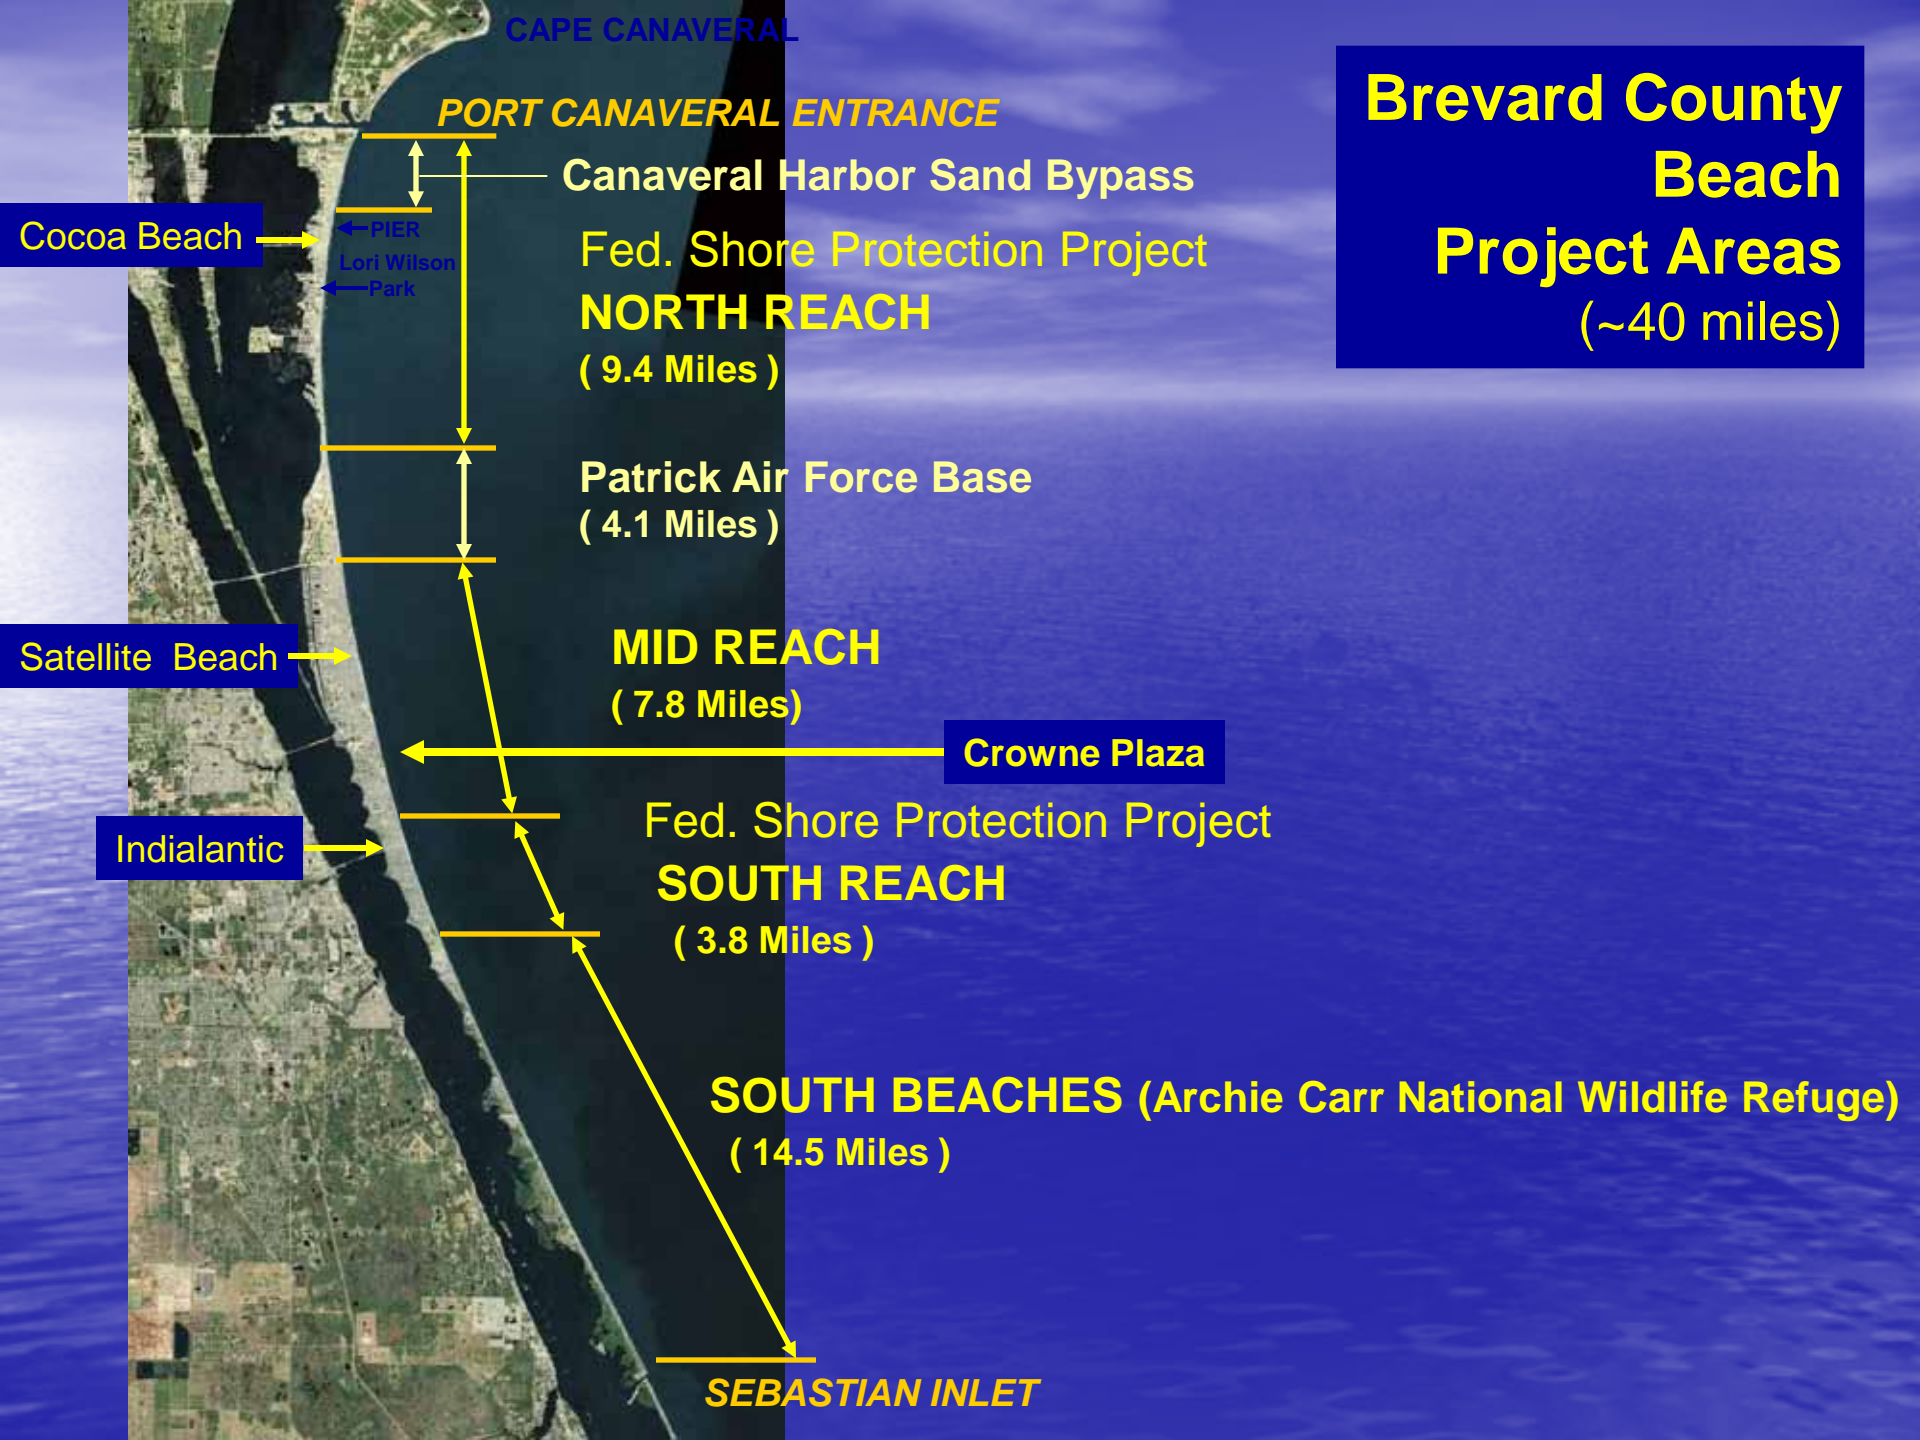 CAPE CANAVERAL
Brevard County
Beach
Project Areas
(~40 miles)
PORT CANAVERAL ENTRANCE
Canaveral Harbor Sand Bypass
Cocoa Beach
PIER
Lori Wilson
Park
Fed. Shore Protection Project
NORTH REACH
( 9.4 Miles )
Patrick Air Force Base
( 4.1 Miles )
Satellite  Beach
MID REACH
( 7.8 Miles)
Crowne Plaza
Indialantic
Fed. Shore Protection Project
SOUTH REACH
( 3.8 Miles )
SOUTH BEACHES (Archie Carr National Wildlife Refuge)
( 14.5 Miles )
SEBASTIAN INLET